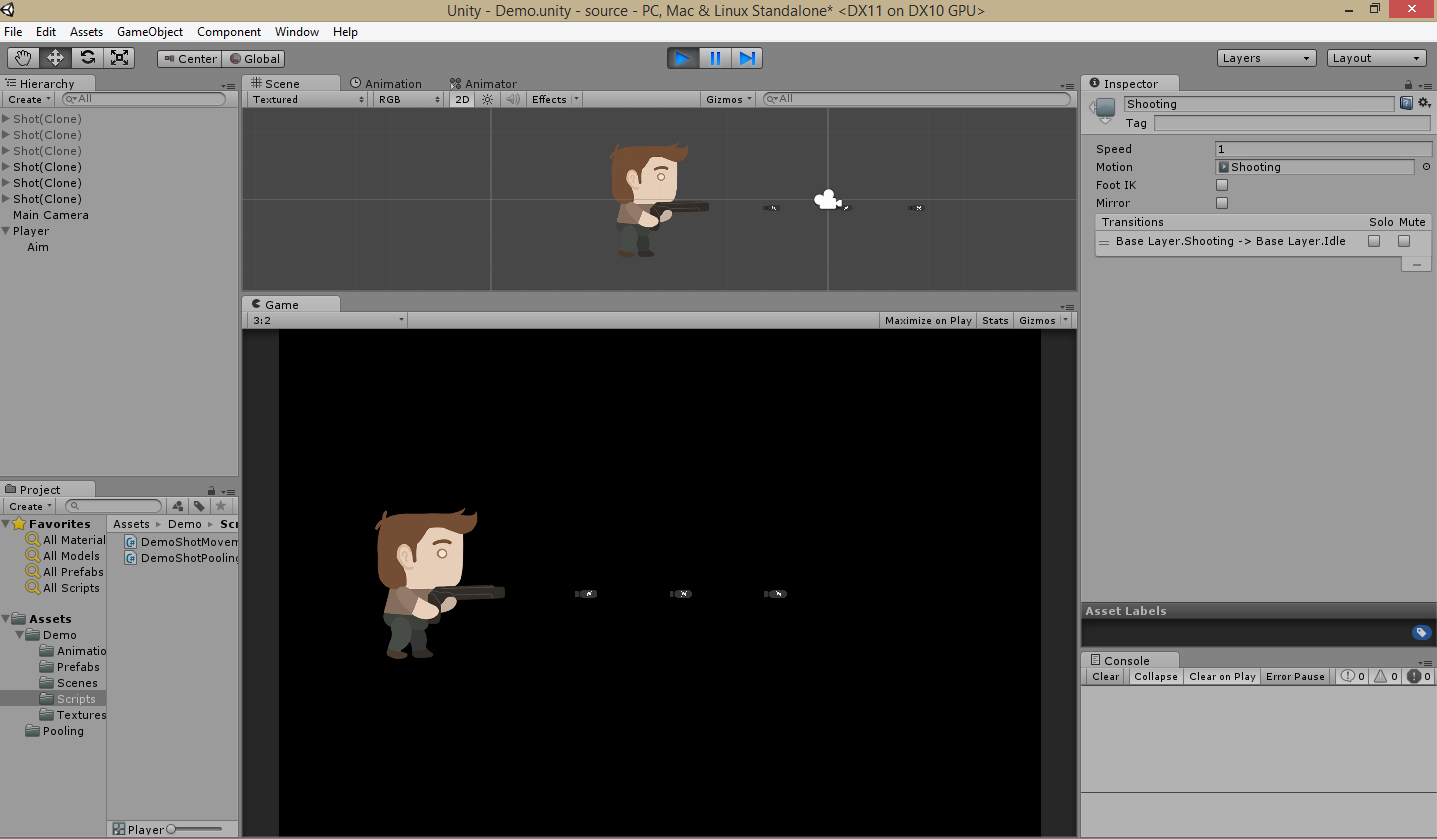 Unity - Demo.unity - source - PC, Mac & Linux Standalone* <DX11 on DX10 GPU>
File Edit Assets GameObject Component Window Help
Center Global Layers Layout
Hierarchy
Create All
Shot(Clone)
Shot(Clone)
Shot(Clone)
Shot(Clone)
Shot(Clone)
Shot(Clone)
Main Camera
Player
Aim
Scene Animation Animator
Textured RGB 2D Effects Gizmos All
Game
3:2 Maximize on Play Stats Gizmos
Project
Create
Favorites
All Material
All Models
All Prefabs
All Scripts
Assets
Demo
Animatio
Prefabs
Scenes
Scripts
Textures
Pooling
Assets Demo Scr
DemoShotMovem
DemoShotPooling
Player
Inspector
Shooting
Tag
Speed 1
Motion Shooting
Foot IK
Mirror
Transitions Solo Mute
Base Layer.Shooting -> Base Layer.Idle
Asset Labels
Console
Clear Collapse Clear on Play Error Pause 0 0 0